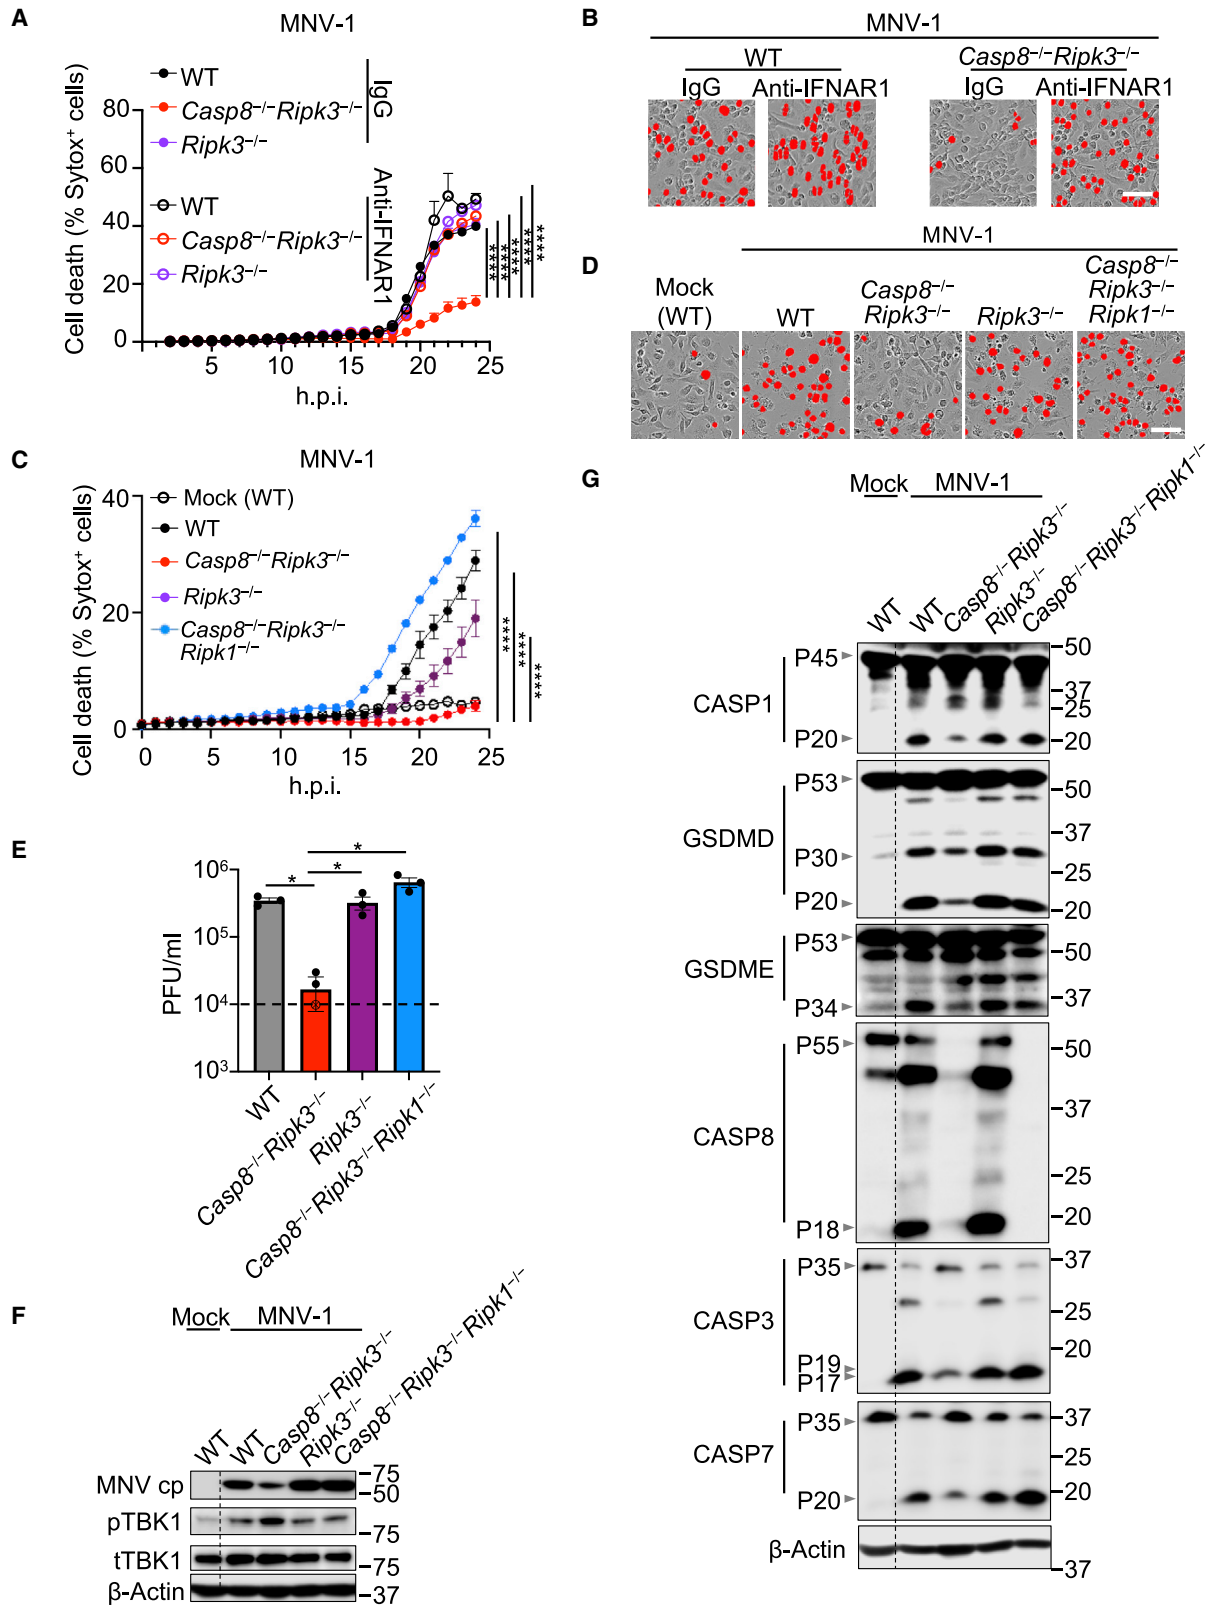 A
MNV-1
WT
Casp8⁻/⁻Ripk3⁻/⁻
Ripk3⁻/⁻
IgG
WT
Casp8⁻/⁻Ripk3⁻/⁻
Ripk3⁻/⁻
Anti-IFNAR1
Cell death (% Sytox⁺ cells)
80
60
40
20
0
5
10
15
20
25
h.p.i.
****
****
****
****
****
B
MNV-1
WT
Casp8⁻/⁻Ripk3⁻/⁻
IgG
Anti-IFNAR1
IgG
Anti-IFNAR1
C
MNV-1
Mock (WT)
WT
Casp8⁻/⁻Ripk3⁻/⁻
Ripk3⁻/⁻
Casp8⁻/⁻Ripk3⁻/⁻
Ripk1⁻/⁻
Cell death (% Sytox⁺ cells)
40
20
0
0
5
10
15
20
25
h.p.i.
****
****
****
D
MNV-1
Mock
(WT)
WT
Casp8⁻/⁻
Ripk3⁻/⁻
Ripk3⁻/⁻
Casp8⁻/⁻
Ripk3⁻/⁻
Ripk1⁻/⁻
E
PFU/ml
10⁶
10⁵
10⁴
10³
*
*
*
WT
Casp8⁻/⁻Ripk3⁻/⁻
Ripk3⁻/⁻
Casp8⁻/⁻Ripk3⁻/⁻Ripk1⁻/⁻
F
Mock
MNV-1
WT
WT
Casp8⁻/⁻Ripk3⁻/⁻
Ripk3⁻/⁻
Casp8⁻/⁻Ripk3⁻/⁻Ripk1⁻/⁻
MNV cp
75
50
pTBK1
75
tTBK1
75
β-Actin
37
G
Mock
MNV-1
WT
WT
Casp8⁻/⁻Ripk3⁻/⁻
Ripk3⁻/⁻
Casp8⁻/⁻Ripk3⁻/⁻Ripk1⁻/⁻
CASP1
P45
P20
50
37
25
20
GSDMD
P53
P30
P20
50
37
25
20
GSDME
P53
P34
50
37
CASP8
P55
P18
50
37
25
20
CASP3
P35
P19
P17
37
25
20
CASP7
P35
P20
37
25
20
β-Actin
37